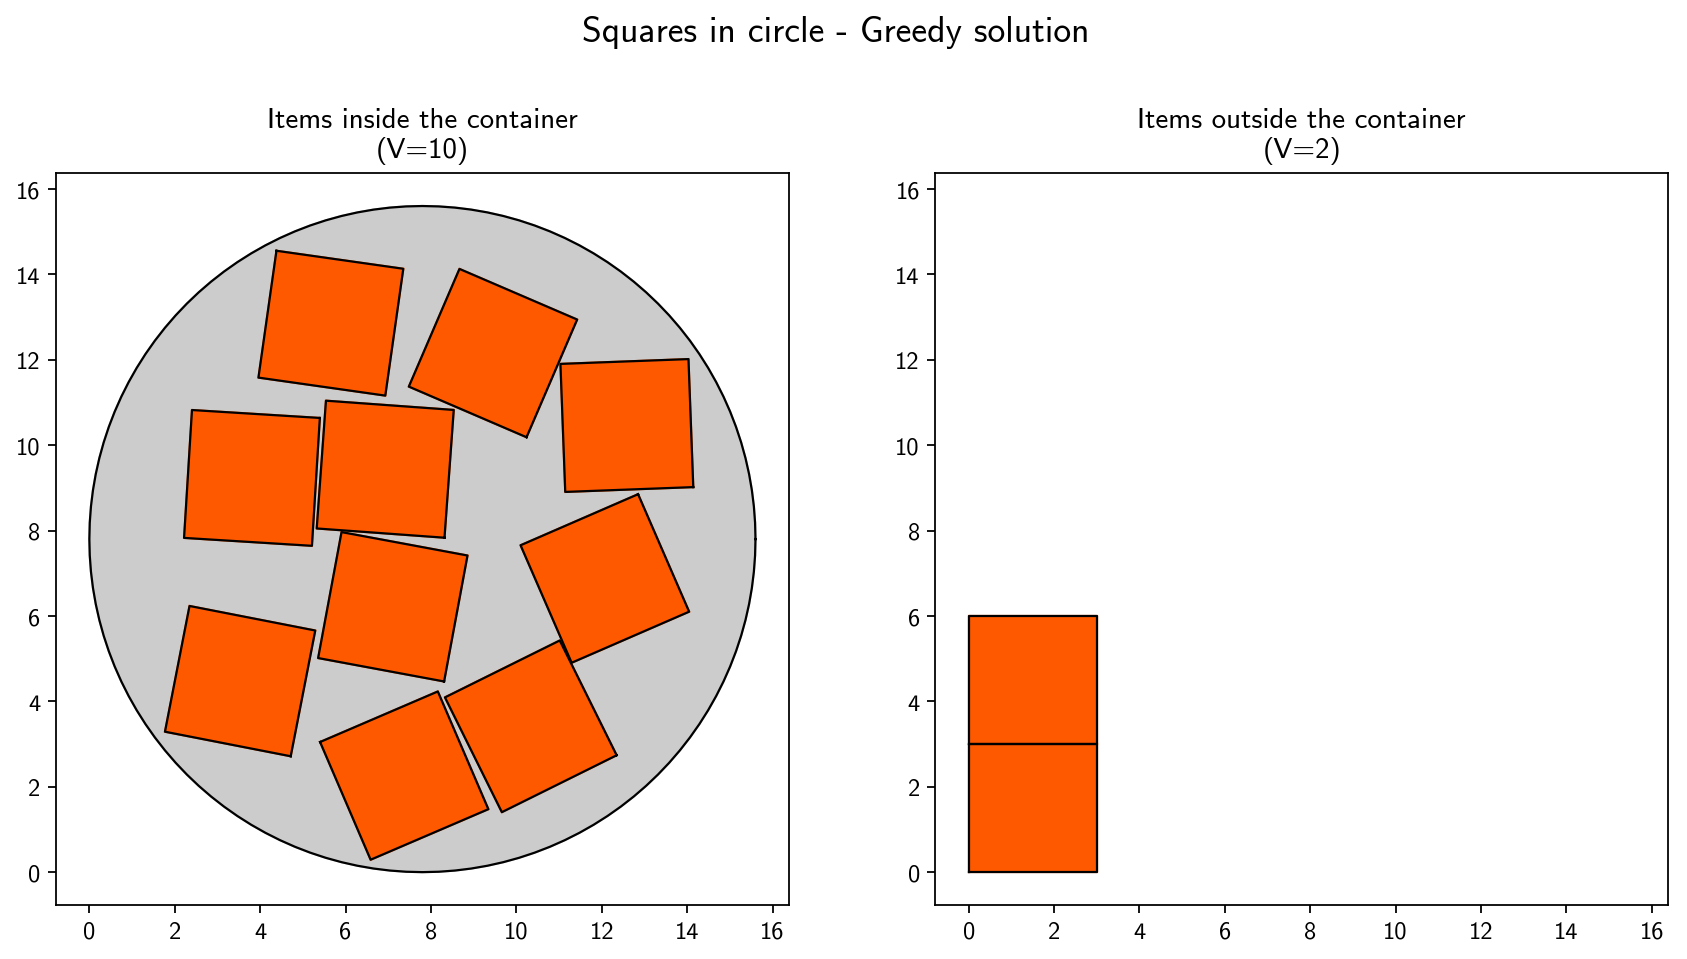 Squares in circle - Greedy solution
Items inside the container
(V=10)
16
14
12
10
8
6
4
2
0
0 2 4 6 8 10 12 14 16
Items outside the container
(V=2)
16
14
12
10
8
6
4
2
0
0 2 4 6 8 10 12 14 16